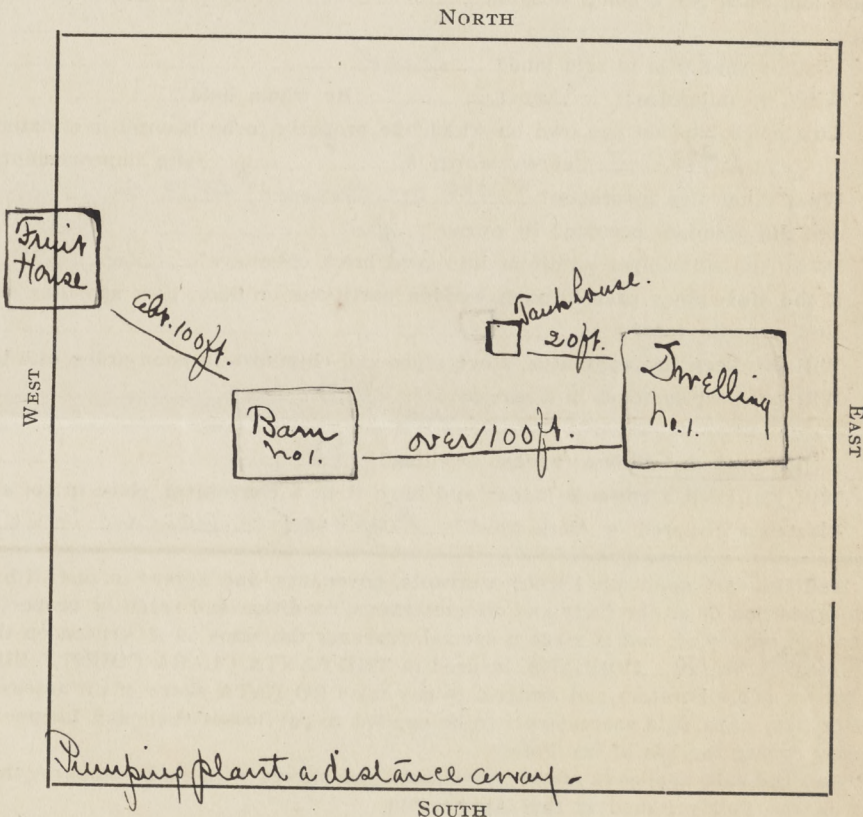 NORTH
Fruit
House
abt. 100 ft.
Tank house.
20 ft.
WEST
Barn
no 1.
over 100 ft.
Dwelling
no. 1.
EAST
Pumping plant a distance away -
SOUTH